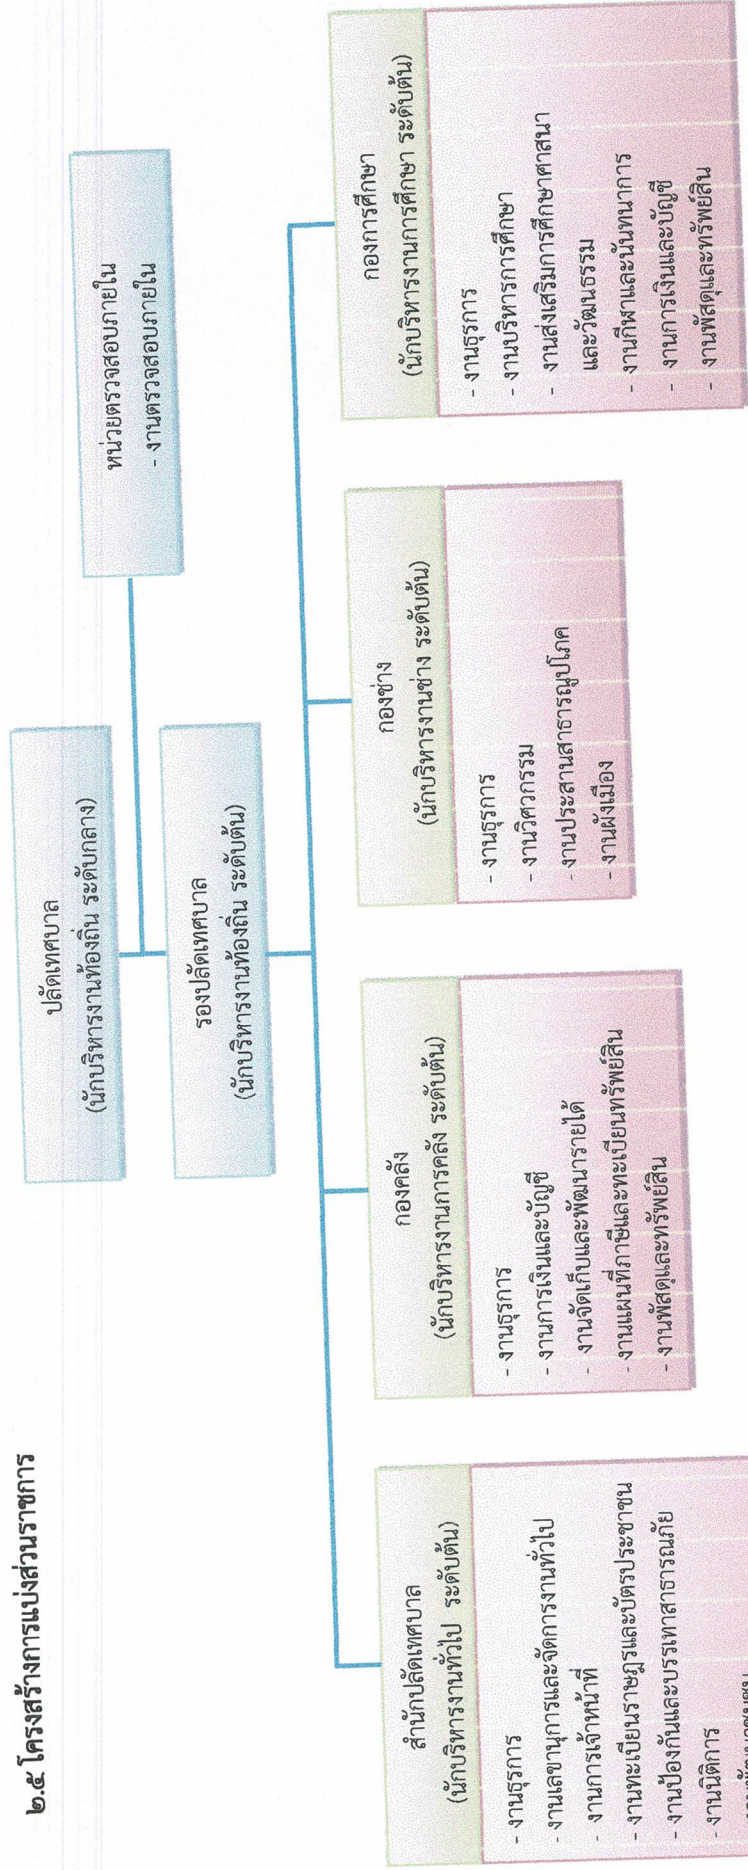 ๒.๕ โครงสร้างการแบ่งส่วนราชการ
ปลัดเทศบาล
(นักบริหารงานท้องถิ่น ระดับกลาง)
หน่วยตรวจสอบภายใน
- งานตรวจสอบภายใน
รองปลัดเทศบาล
(นักบริหารงานท้องถิ่น ระดับต้น)
สำนักปลัดเทศบาล
(นักบริหารงานทั่วไป ระดับต้น)
- งานธุรการ
- งานเลขานุการและจัดการงานทั่วไป
- งานการเจ้าหน้าที่
- งานทะเบียนราษฎรและบัตรประชาชน
- งานป้องกันและบรรเทาสาธารณภัย
- งานนิติการ
กองคลัง
(นักบริหารงานการคลัง ระดับต้น)
- งานธุรการ
- งานการเงินและบัญชี
- งานจัดเก็บและพัฒนารายได้
- งานแผนที่ภาษีและทะเบียนทรัพย์สิน
- งานพัสดุและทรัพย์สิน
กองช่าง
(นักบริหารงานช่าง ระดับต้น)
- งานธุรการ
- งานวิศวกรรม
- งานประสานสาธารณูปโภค
- งานผังเมือง
กองการศึกษา
(นักบริหารงานการศึกษา ระดับต้น)
- งานธุรการ
- งานบริหารการศึกษา
- งานส่งเสริมการศึกษาศาสนา
และวัฒนธรรม
- งานกีฬาและนันทนาการ
- งานการเงินและบัญชี
- งานพัสดุและทรัพย์สิน